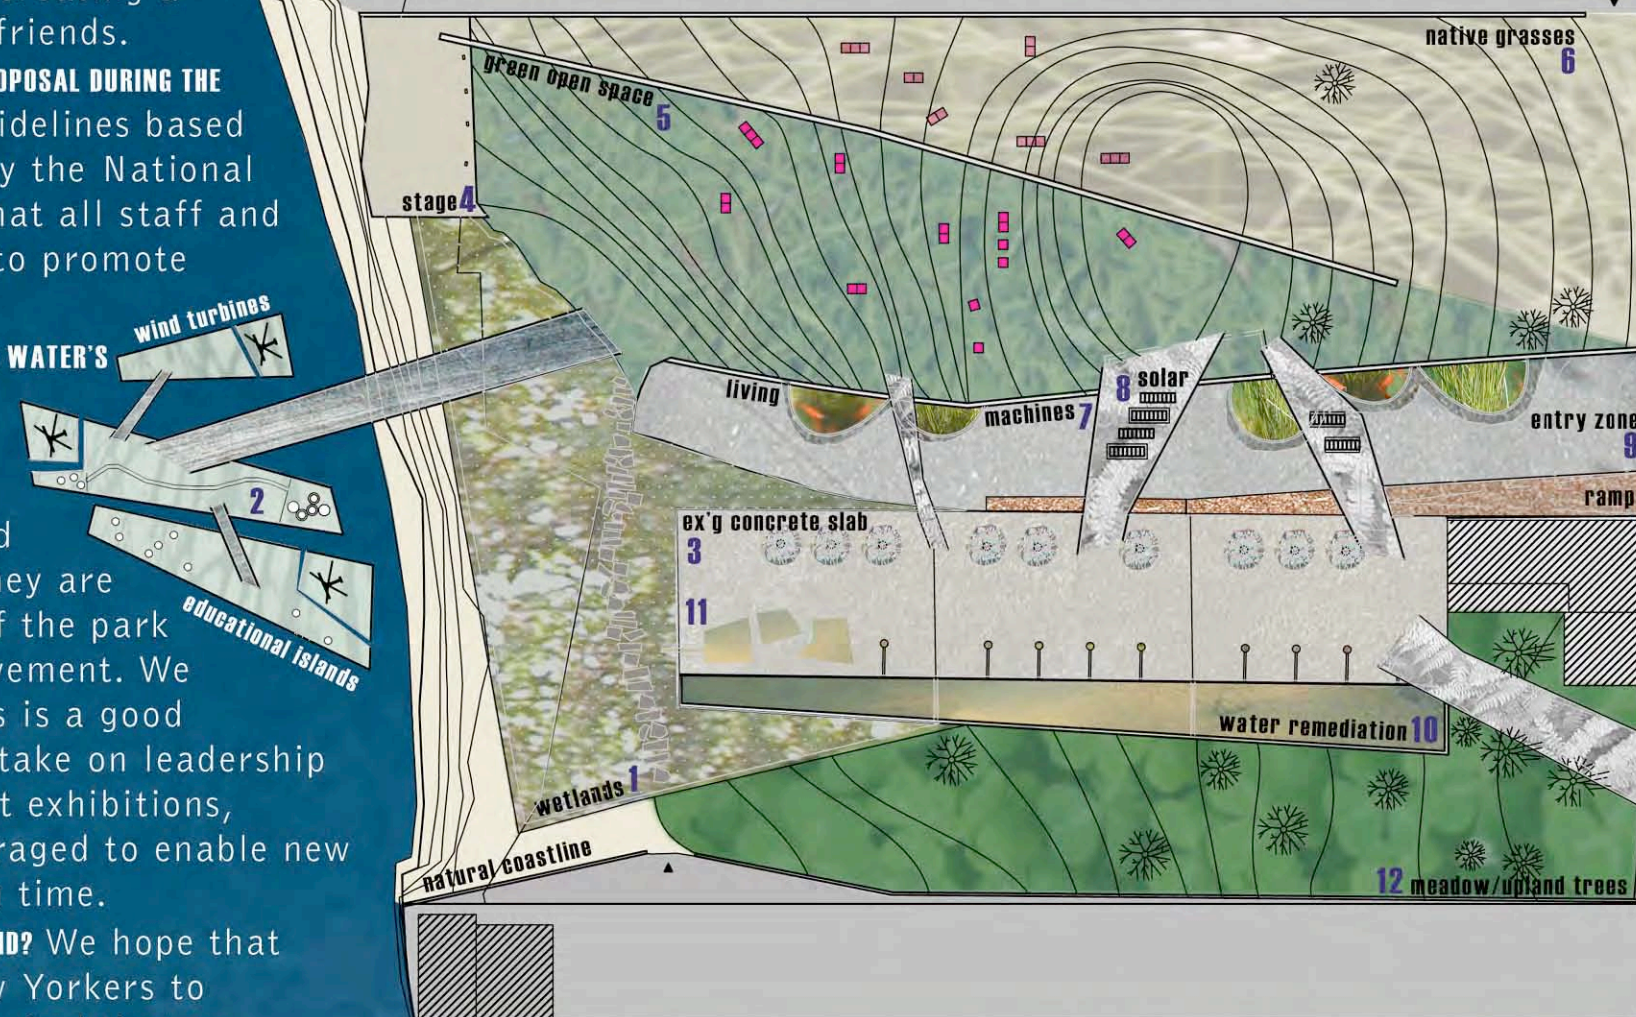 friends.
OPOSAL DURING THE
idelines based
y the National
hat all staff and
to promote
WATER'S
d
hey are
f the park
vement. We
s is a good
take on leadership
t exhibitions,
raged to enable new
time.
ND? We hope that
w Yorkers to
wind turbines
2
educational islands
native grasses
6
green open space
5
stage 4
living
machines 7
8 solar
entry zone
9
ramp
ex'g concrete slab
3
11
water remediation 10
wetlands 1
natural coastline
12 meadow/upland trees